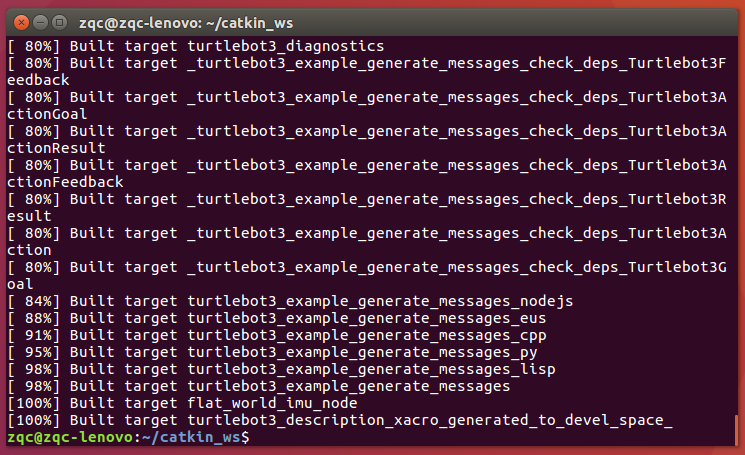 zqc@zqc-lenovo: ~/catkin_ws
[ 80%] Built target turtlebot3_diagnostics
[ 80%] Built target _turtlebot3_example_generate_messages_check_deps_Turtlebot3F
eedback
[ 80%] Built target _turtlebot3_example_generate_messages_check_deps_Turtlebot3A
ctionGoal
[ 80%] Built target _turtlebot3_example_generate_messages_check_deps_Turtlebot3A
ctionResult
[ 80%] Built target _turtlebot3_example_generate_messages_check_deps_Turtlebot3A
ctionFeedback
[ 80%] Built target _turtlebot3_example_generate_messages_check_deps_Turtlebot3R
esult
[ 80%] Built target _turtlebot3_example_generate_messages_check_deps_Turtlebot3A
ction
[ 80%] Built target _turtlebot3_example_generate_messages_check_deps_Turtlebot3G
oal
[ 84%] Built target turtlebot3_example_generate_messages_nodejs
[ 88%] Built target turtlebot3_example_generate_messages_eus
[ 91%] Built target turtlebot3_example_generate_messages_cpp
[ 95%] Built target turtlebot3_example_generate_messages_py
[ 98%] Built target turtlebot3_example_generate_messages_lisp
[ 98%] Built target turtlebot3_example_generate_messages
[100%] Built target flat_world_imu_node
[100%] Built target turtlebot3_description_xacro_generated_to_devel_space_
zqc@zqc-lenovo:~/catkin_ws$